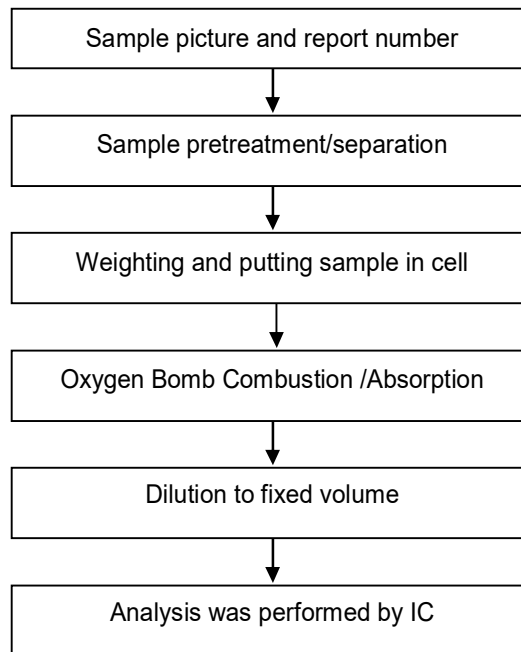 Sample picture and report number
Sample pretreatment/separation
Weighting and putting sample in cell
Oxygen Bomb Combustion /Absorption
Dilution to fixed volume
Analysis was performed by IC